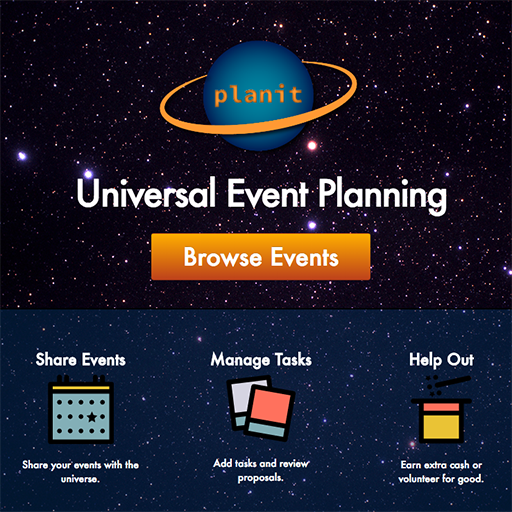 planit
Universal Event Planning
Browse Events
Share Events
Manage Tasks
Help Out
Share your events with the
universe.
Add tasks and review
proposals.
Earn extra cash or
volunteer for good.